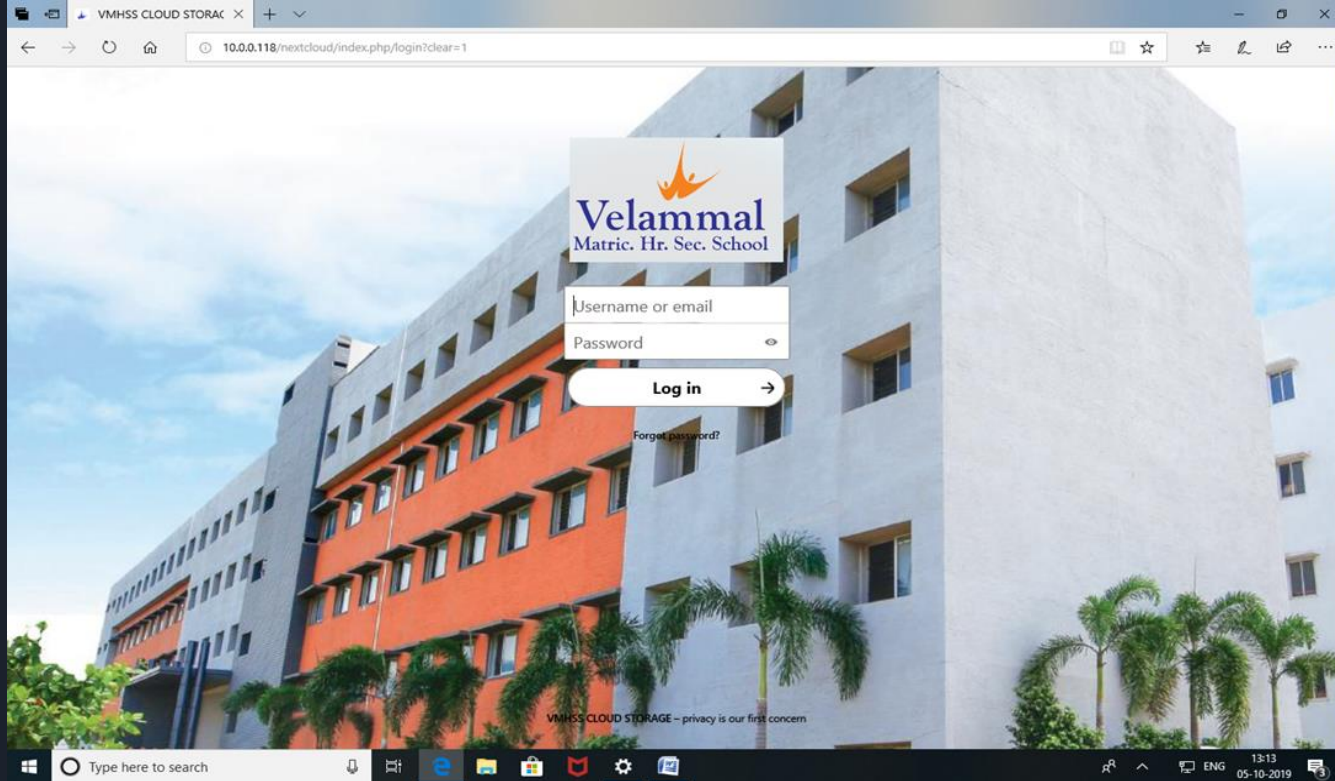 VMHSS CLOUD STORAC
10.0.0.118/nextcloud/index.php/login?clear=1
Velammal
Matric. Hr. Sec. School
Username or email
Password
Log in
Forgot password?
VMHSS CLOUD STORAGE – privacy is our first concern
Type here to search
ENG
13:13
05-10-2019